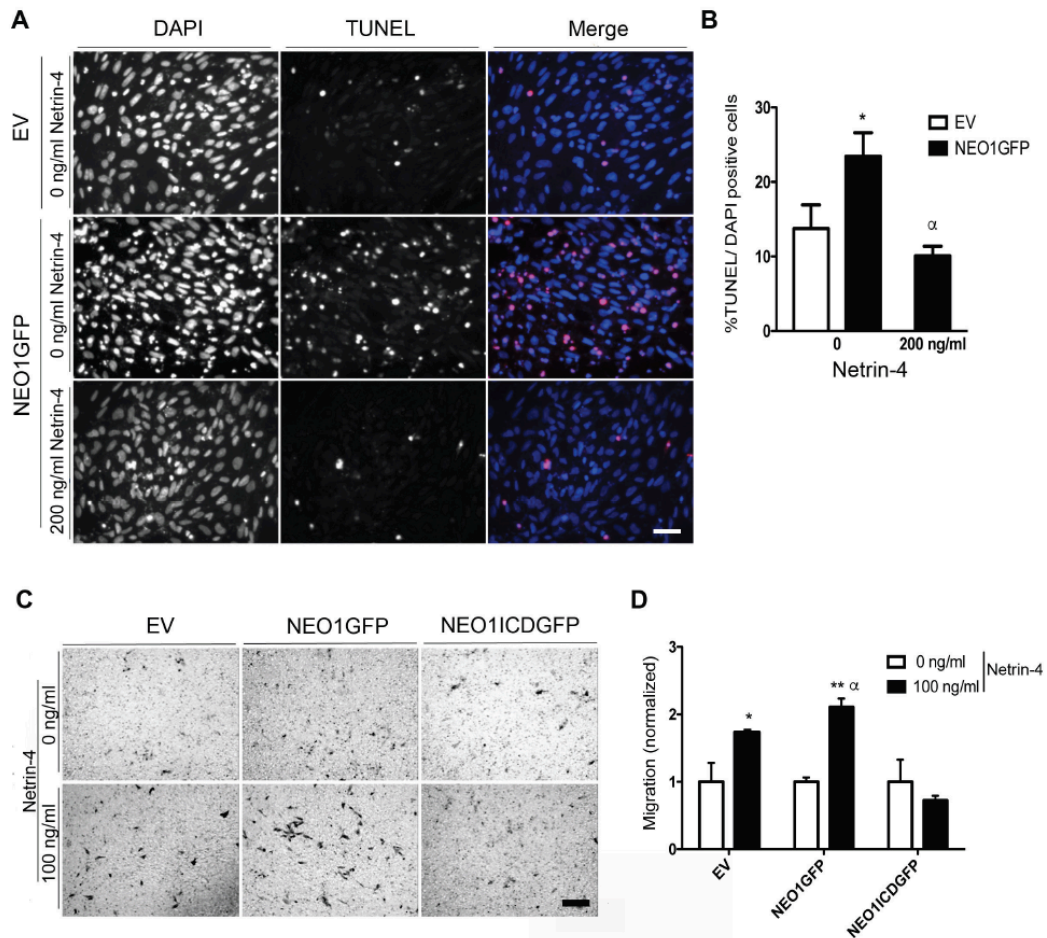 A
DAPI
TUNEL
Merge
EV
0 ng/ml Netrin-4
NEO1GFP
0 ng/ml Netrin-4
200 ng/ml Netrin-4
B
%TUNEL/ DAPI positive cells
30
20
10
0
*
α
EV
NEO1GFP
0
200 ng/ml
Netrin-4
C
EV
NEO1GFP
NEO1ICDGFP
Netrin-4
0 ng/ml
100 ng/ml
D
Migration (normalized)
3
2
1
0
*
** α
0 ng/ml
100 ng/ml
Netrin-4
EV
NEO1GFP
NEO1ICDGFP